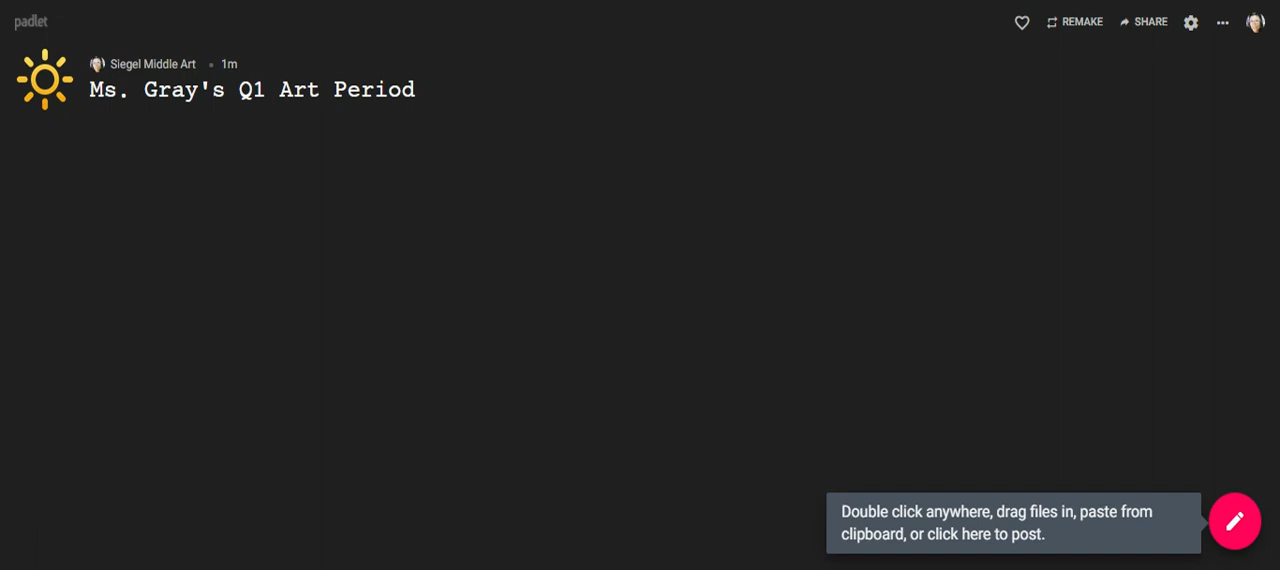 padlet
REMAKE
SHARE
Siegel Middle Art • 1m
Ms. Gray's Q1 Art Period
Double click anywhere, drag files in, paste from
clipboard, or click here to post.